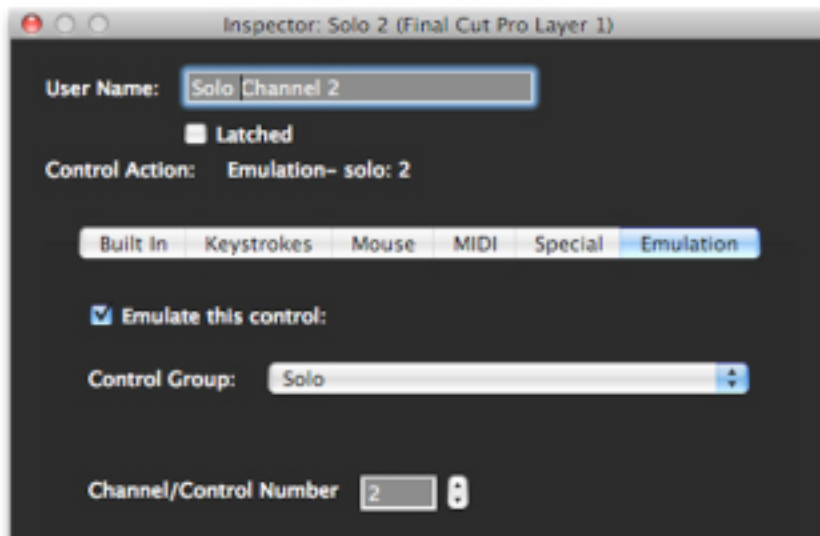 Inspector: Solo 2 (Final Cut Pro Layer 1)
User Name: Solo Channel 2
Latched
Control Action: Emulation- solo: 2
Built In Keystrokes Mouse MIDI Special Emulation
Emulate this control:
Control Group: Solo
Channel/Control Number 2